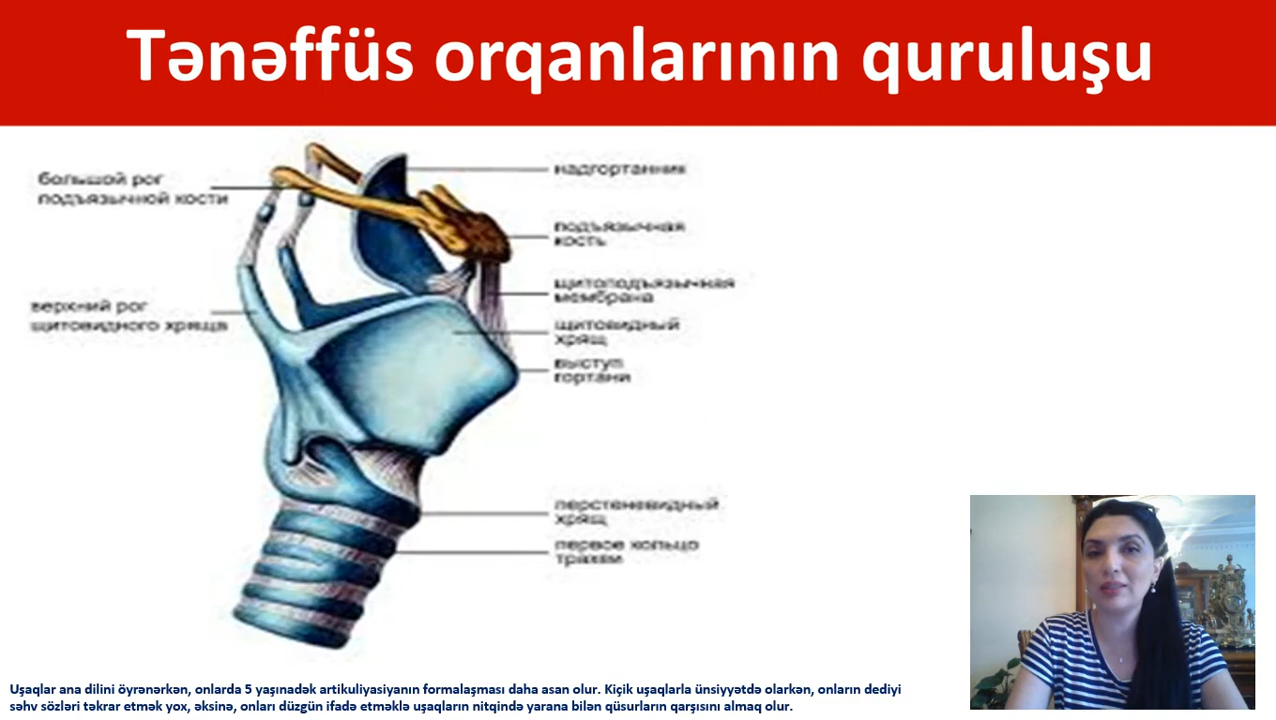 Tənəffüs orqanlarının quruluşu
большой рог
подъязычной кости
верхний рог
щитовидного хряща
надгортанник
подъязычная
кость
щитоподъязычная
мембрана
щитовидный
хрящ
выступ
гортани
перстеневидный
хрящ
первое кольцо
трахеи
Uşaqlar ana dilini öyrənərkən, onlarda 5 yaşınadək artikuliyasiyanın formalaşması daha asan olur. Kiçik uşaqlarla ünsiyyətdə olarkən, onların dediyi
səhv sözləri təkrar etmək yox, əksinə, onları düzgün ifadə etməklə uşaqların nitqində yarana bilən qüsurların qarşısını almaq olur.